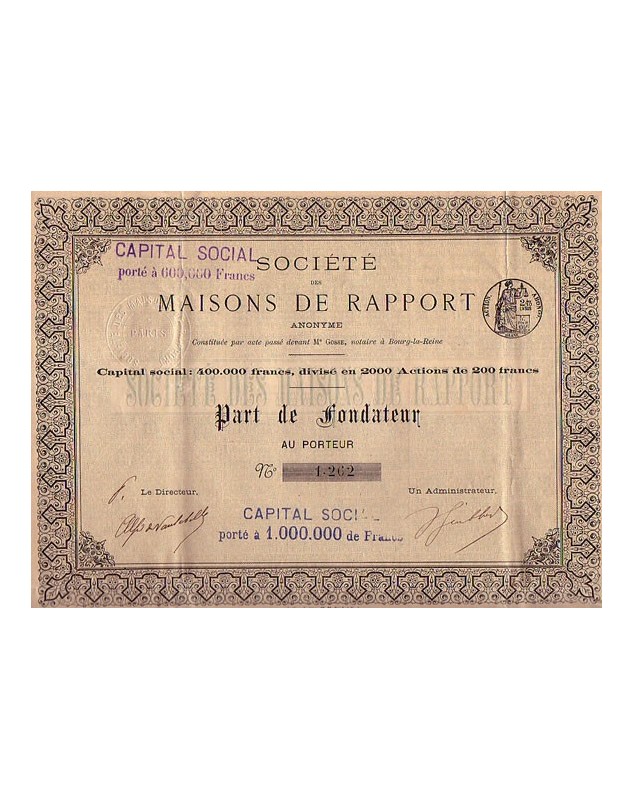 CAPITAL SOCIAL
porté à 600,000 Francs
SOCIÉTÉ
DES
MAISONS DE RAPPORT
ANONYME
Constituée par acte passé devant Me Gosse, notaire à Bourg-la-Reine
PARIS
Capital social: 400.000 francs, divisé en 2000 Actions de 200 francs
SOCIÉTÉ DES MAISONS DE RAPPORT
Part de Fondateur
AU PORTEUR
No 1.262
P. Le Directeur,
Un Administrateur,
CAPITAL SOCIAL
porté à 1.000.000 de Francs